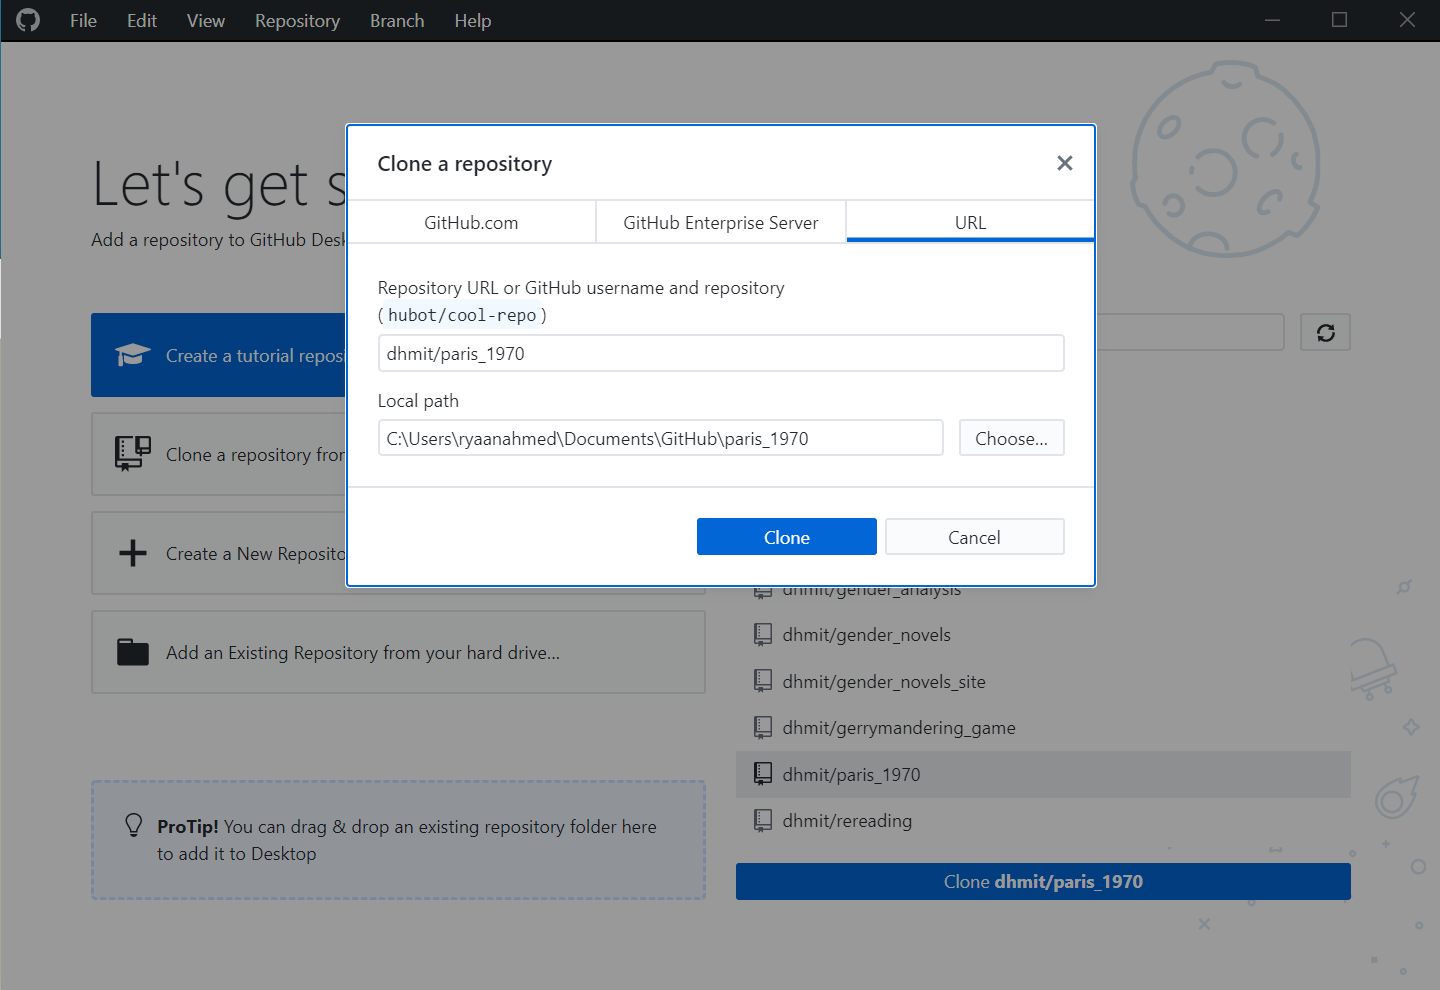 File Edit View Repository Branch Help
Let's get s
Add a repository to GitHub Desk
Clone a repository
GitHub.com GitHub Enterprise Server URL
Repository URL or GitHub username and repository
(hubot/cool-repo)
dhmit/paris_1970
Local path
C:\Users\ryaanahmed\Documents\GitHub\paris_1970 Choose...
Clone Cancel
Create a tutorial reposi
Clone a repository fro
Create a New Reposito
Add an Existing Repository from your hard drive...
ProTip! You can drag & drop an existing repository folder here
to add it to Desktop
dhmit/gender_analysis
dhmit/gender_novels
dhmit/gender_novels_site
dhmit/gerrymandering_game
dhmit/paris_1970
dhmit/rereading
Clone dhmit/paris_1970